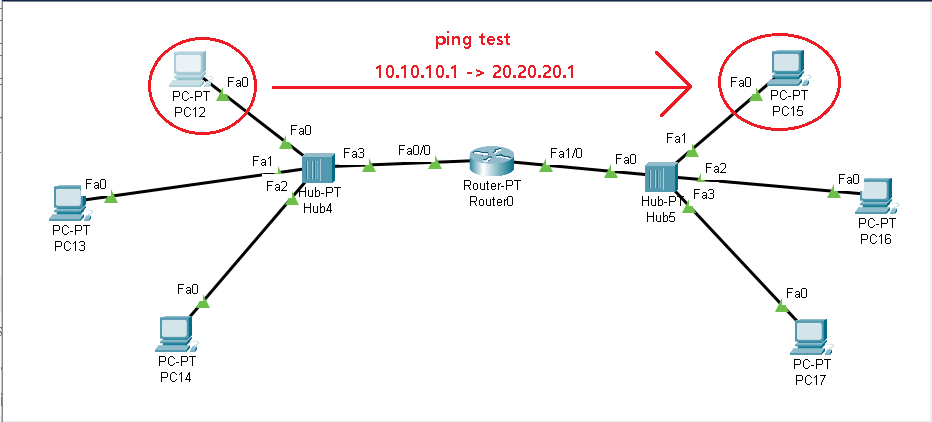 ping test
10.10.10.1 -> 20.20.20.1
Fa0
PC-PT
PC12
Fa0
PC-PT
PC15
Fa0
Fa1
Fa3
Fa0/0
Fa1/0
Fa0
Fa1
Fa2
Fa2
Fa3
Hub-PT
Hub4
Router-PT
Router0
Hub-PT
Hub5
Fa0
PC-PT
PC13
Fa0
PC-PT
PC16
Fa0
PC-PT
PC14
Fa0
PC-PT
PC17